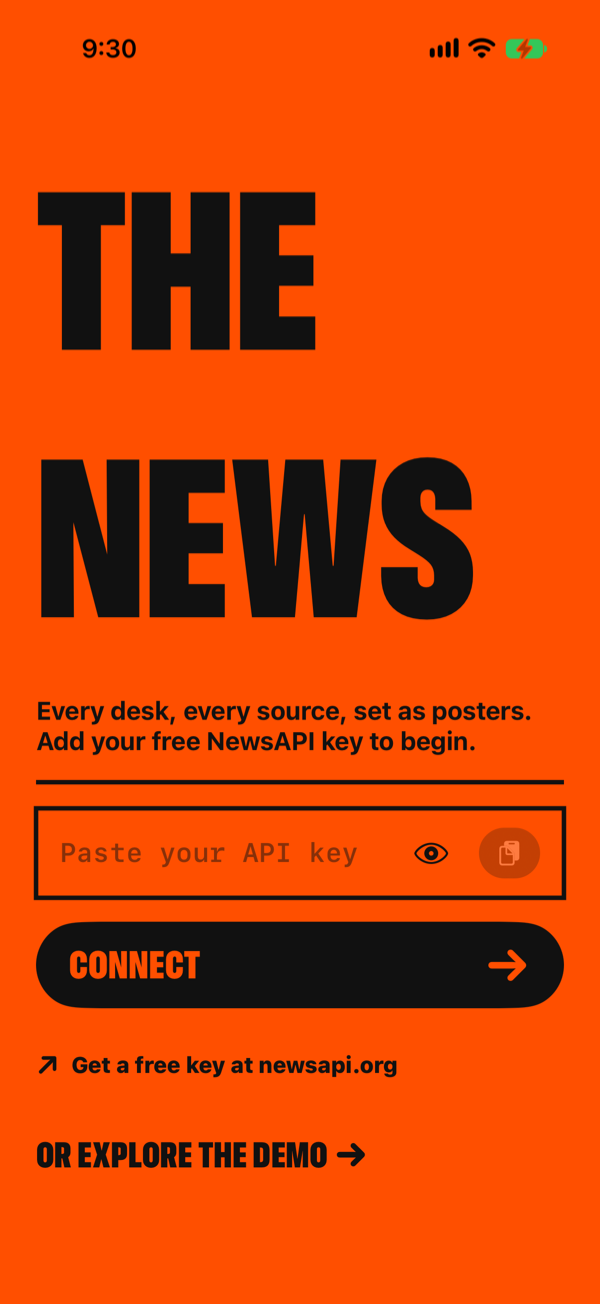 9:30
THE
NEWS
Every desk, every source, set as posters.
Add your free NewsAPI key to begin.
Paste your API key
CONNECT
Get a free key at newsapi.org
OR EXPLORE THE DEMO